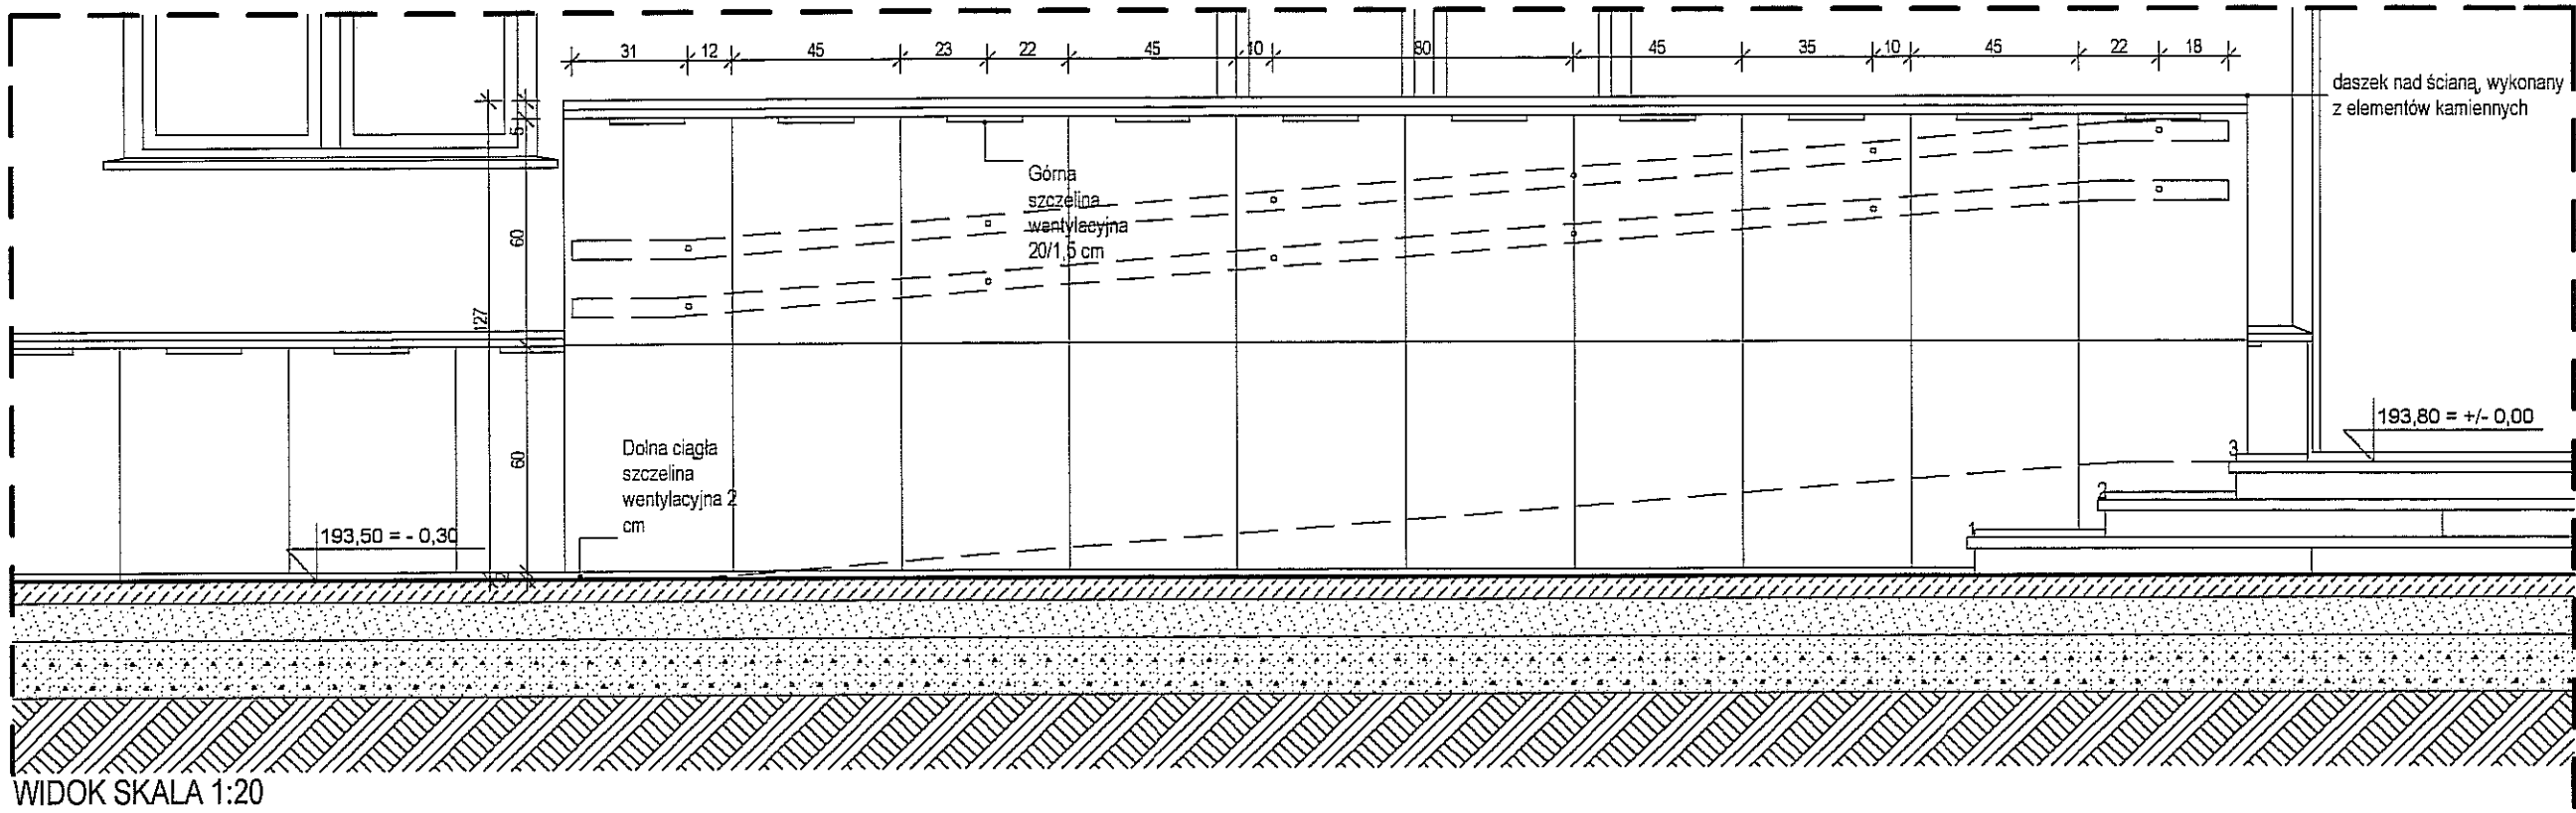 31 12 45 23 22 45 10 80 45 35 10 45 22 18
daszek nad ścianą, wykonany
z elementów kamiennych
5
Górna
szczelina
wentylacyjna
20/1,5 cm
60
127
193,80 = +/- 0,00
Dolna ciągła
szczelina
wentylacyjna 2
cm
60
3
2
1
193,50 = - 0,30
2
WIDOK SKALA 1:20